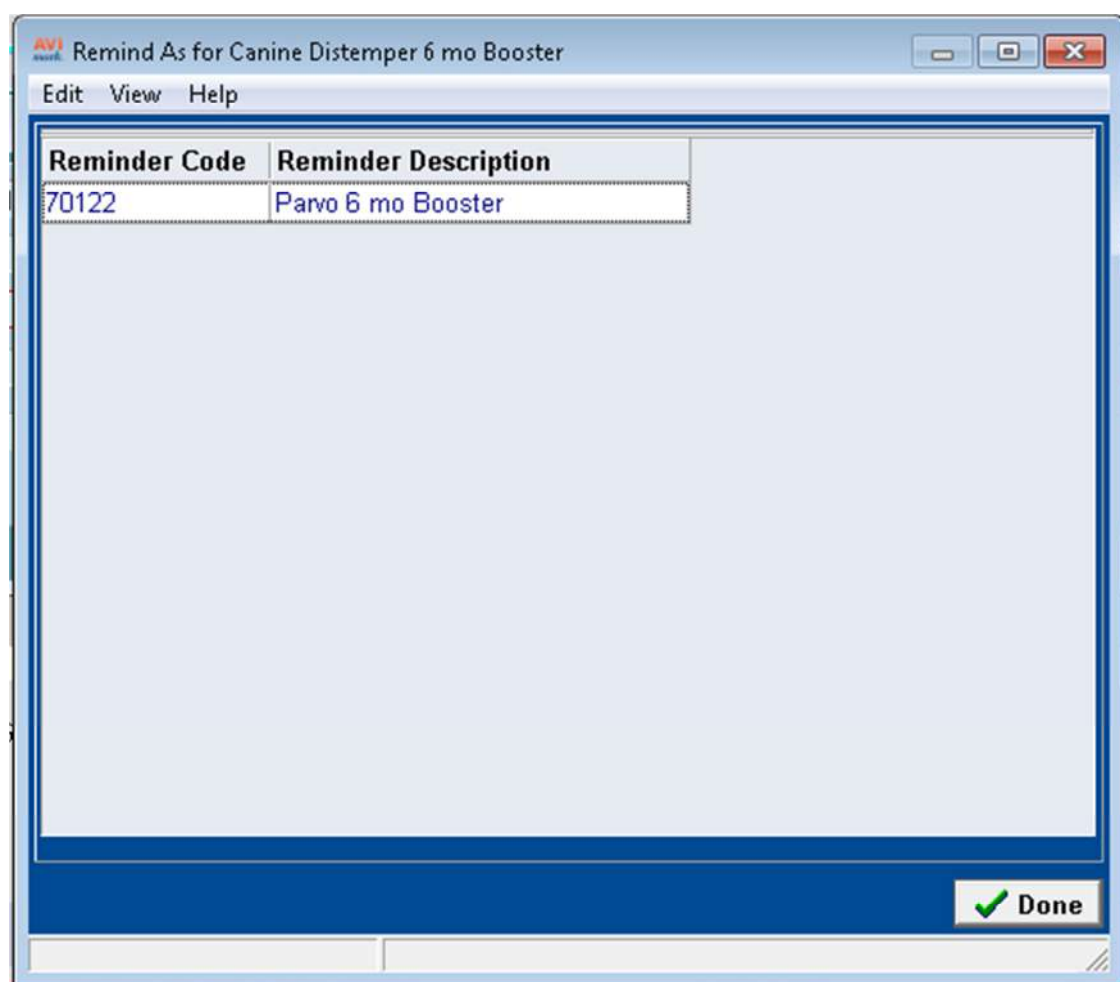 AVI mark Remind As for Canine Distemper 6 mo Booster
Edit View Help
Reminder Code Reminder Description
70122 Parvo 6 mo Booster
Done